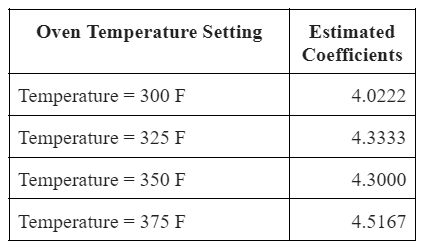 Oven Temperature Setting Estimated Coefficients
Temperature = 300 F 4.0222
Temperature = 325 F 4.3333
Temperature = 350 F 4.3000
Temperature = 375 F 4.5167